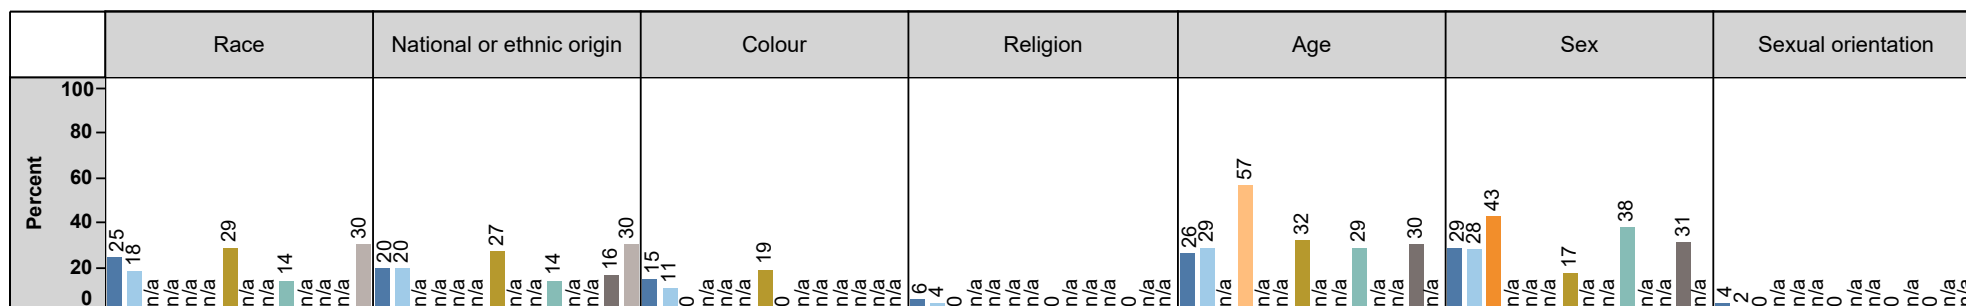 Race National or ethnic origin Colour Religion Age Sex Sexual orientation
Percent
100
80
60
40
20
0
25 18 n/a n/a n/a n/a 29 n/a n/a 14 n/a n/a n/a 30
20 20 n/a n/a n/a n/a 27 n/a n/a 14 n/a n/a 16 30
15 11 0 n/a n/a n/a 19 0 n/a n/a n/a n/a n/a n/a
6 4 0 n/a n/a n/a n/a 0 n/a n/a n/a 0 n/a n/a
26 29 n/a 57 n/a n/a 32 n/a n/a 29 n/a n/a 30 n/a
29 28 43 n/a n/a n/a 17 n/a n/a 38 n/a n/a 31 n/a
4 2 0 n/a n/a n/a 0 n/a n/a 0 n/a 0 n/a n/a